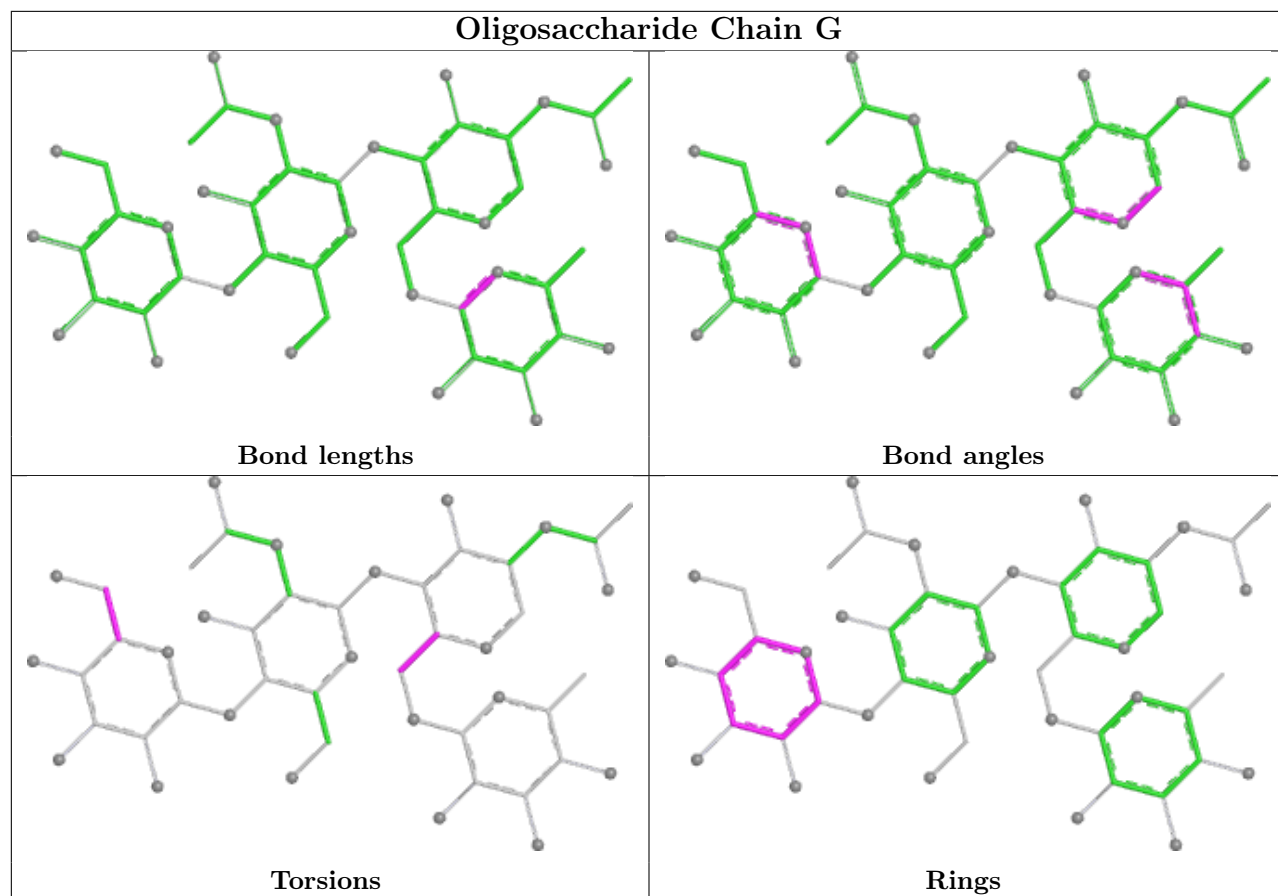 Oligosaccharide Chain G
Bond lengths
Bond angles
Torsions
Rings